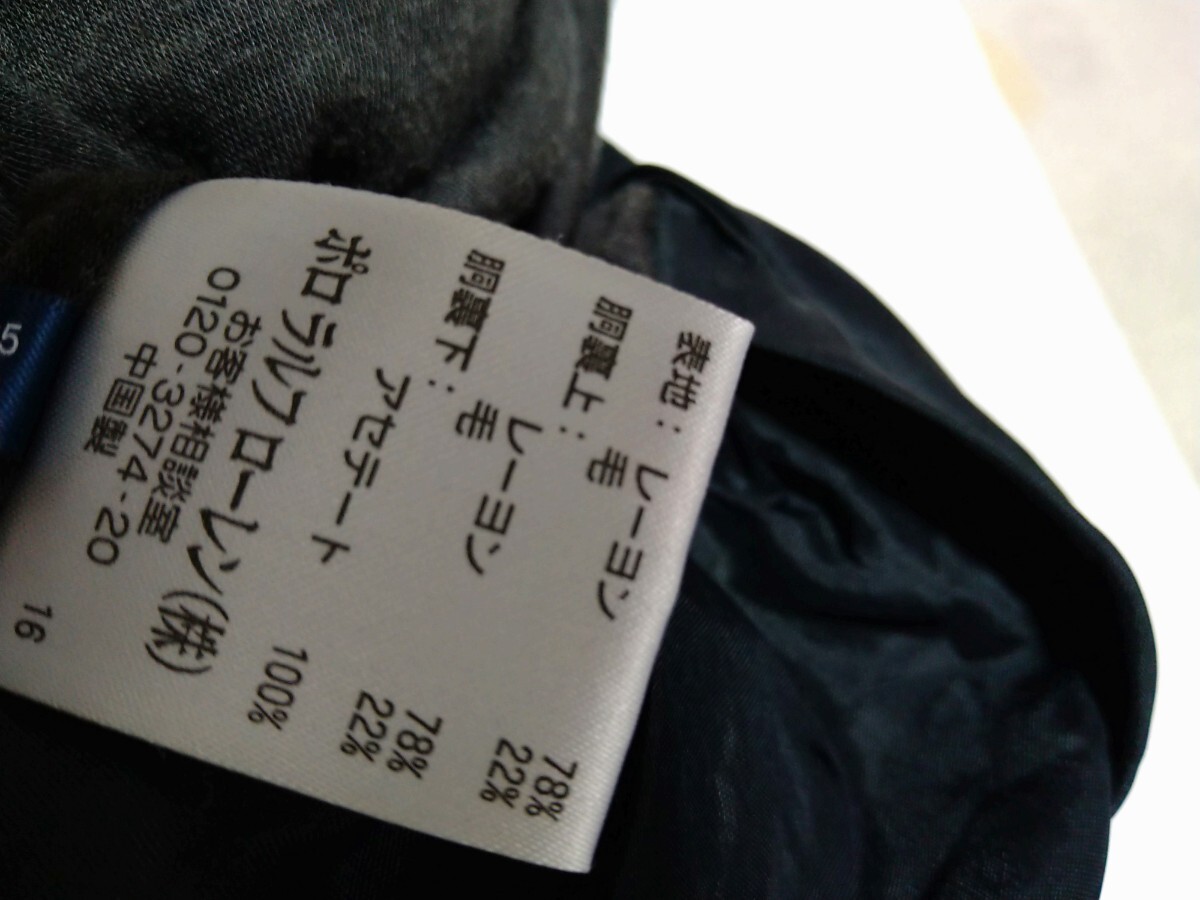 表地: 毛 78%
レーヨン 22%
胴裏上: 毛 78%
レーヨン 22%
胴裏下:
アセテート 100%
ポロ ラルフローレン(株)
お客様相談室
0120-3274-20
中国製
16
5